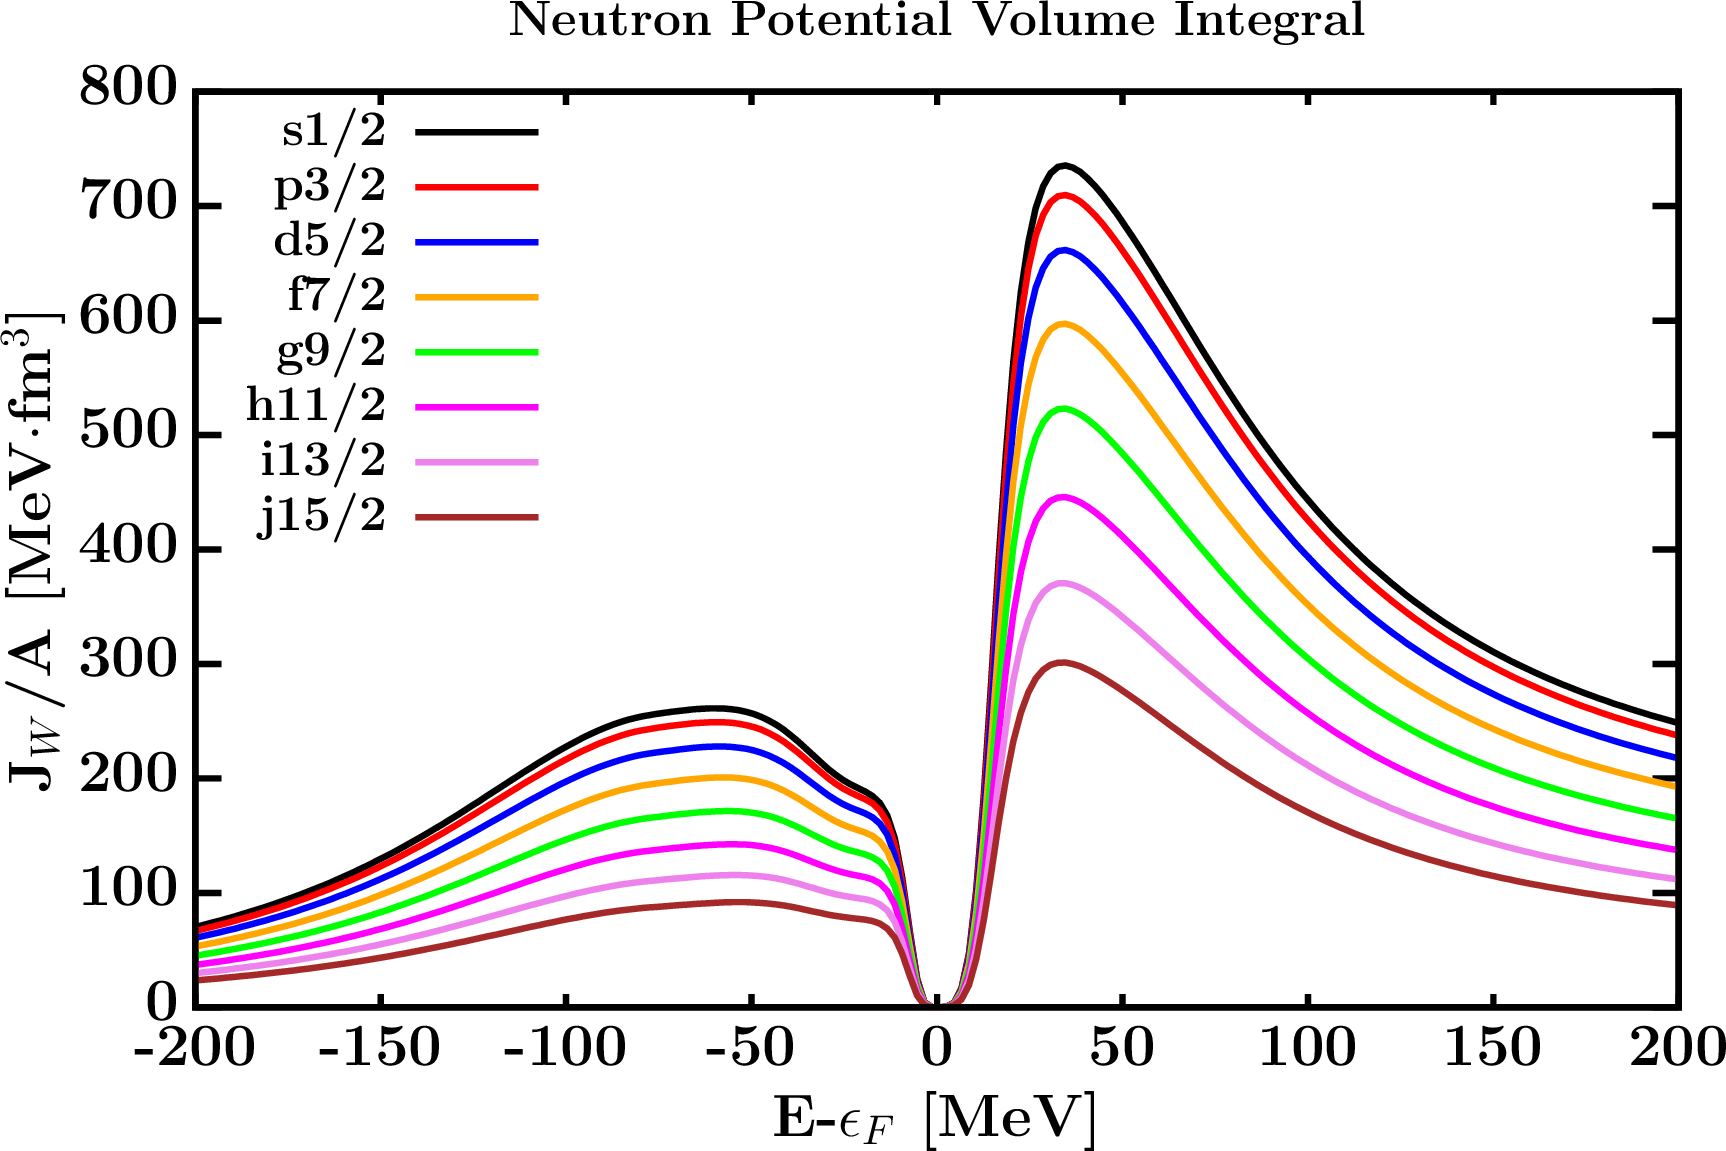 Neutron Potential Volume Integral
J_W/A [MeV·fm³]
800
700
600
500
400
300
200
100
0
s1/2
p3/2
d5/2
f7/2
g9/2
h11/2
i13/2
j15/2
-200 -150 -100 -50 0 50 100 150 200
E-ϵ_F [MeV]